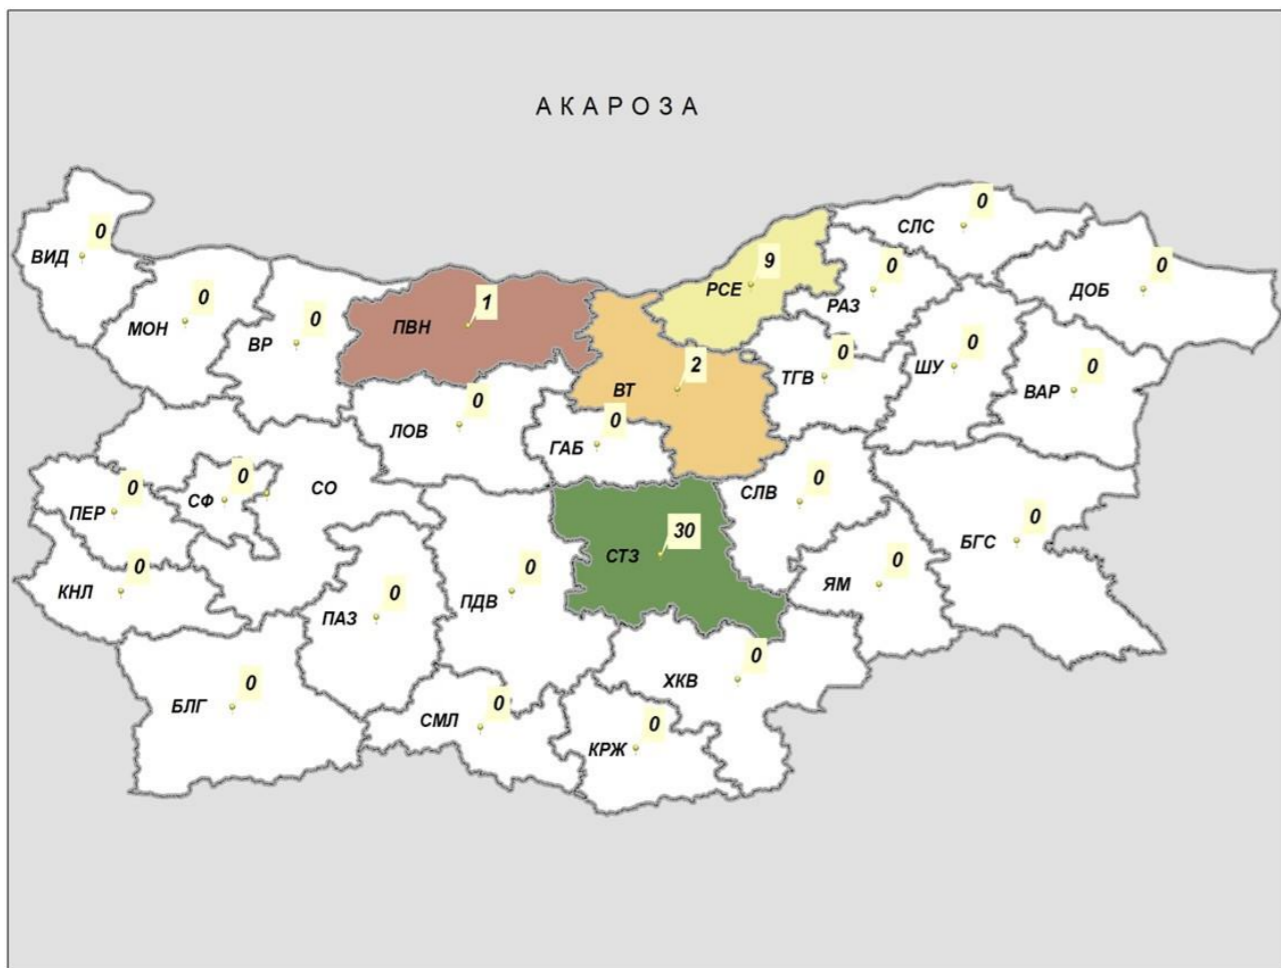 АКАРОЗА
0
СЛС
0
ВИД
0
РСЕ
9
РАЗ
0
ДОБ
0
МОН
0
ВР
0
ПВН
1
ВТ
2
ТГВ
0
ШУ
0
ВАР
0
ЛОВ
0
ГАБ
0
ПЕР
0
СФ
0
СО
СЛВ
0
БГС
0
СТЗ
30
КНЛ
0
ПАЗ
0
ПДВ
0
ЯМ
0
БЛГ
0
СМЛ
0
ХКВ
0
КРЖ
0